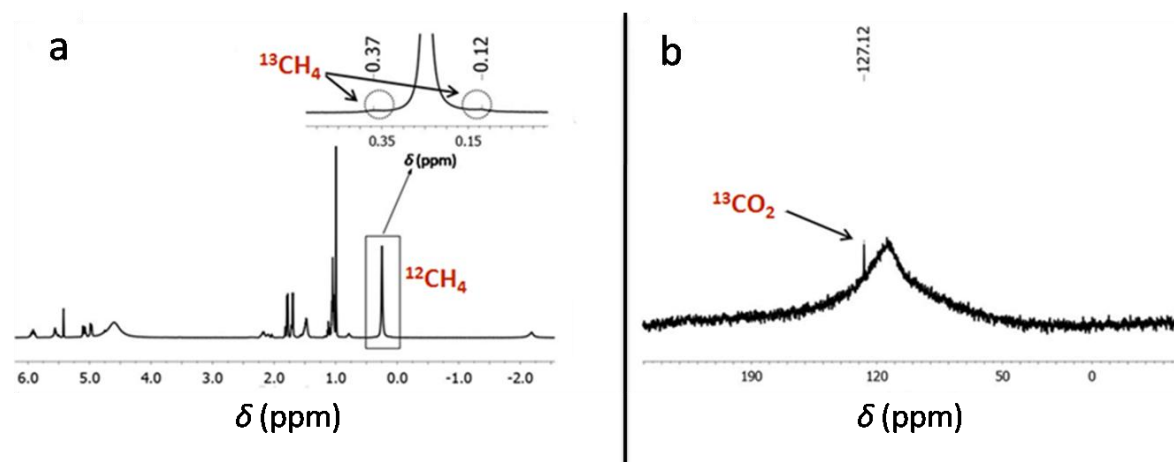 a
¹³CH₄
0.37
0.12
0.35 0.15
δ (ppm)
¹²CH₄
6.0 5.0 4.0 3.0 2.0 1.0 0.0 -1.0 -2.0
δ (ppm)
b
127.12
¹³CO₂
190 120 50 0
δ (ppm)